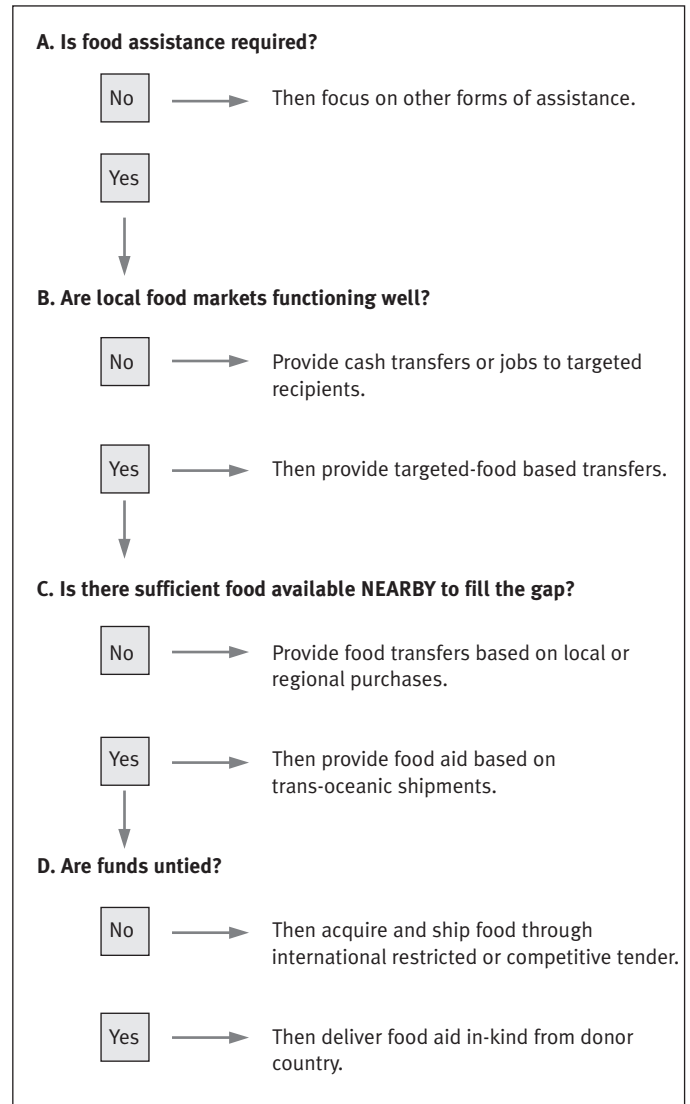 A. Is food assistance required?
No
Then focus on other forms of assistance.
Yes
B. Are local food markets functioning well?
No
Provide cash transfers or jobs to targeted
recipients.
Yes
Then provide targeted-food based transfers.
C. Is there sufficient food available NEARBY to fill the gap?
No
Provide food transfers based on local or
regional purchases.
Yes
Then provide food aid based on
trans-oceanic shipments.
D. Are funds untied?
No
Then acquire and ship food through
international restricted or competitive tender.
Yes
Then deliver food aid in-kind from donor
country.